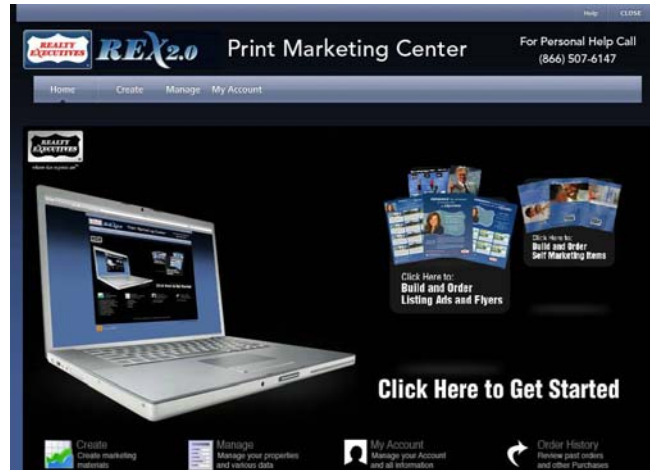 Help CLOSE
REALTY
EXECUTIVES
REX 2.0
Print Marketing Center
For Personal Help Call
(866) 507-6147
Home Create Manage My Account
REALTY
EXECUTIVES
Click Here to:
Build and Order
Listing Ads and Flyers
Click Here to:
Build and Order
Self Marketing Items
Click Here to Get Started
Create
Create marketing
materials
Manage
Manage your properties
and various data
My Account
Manage your Account
and all information
Order History
Review past orders
and other Purchases